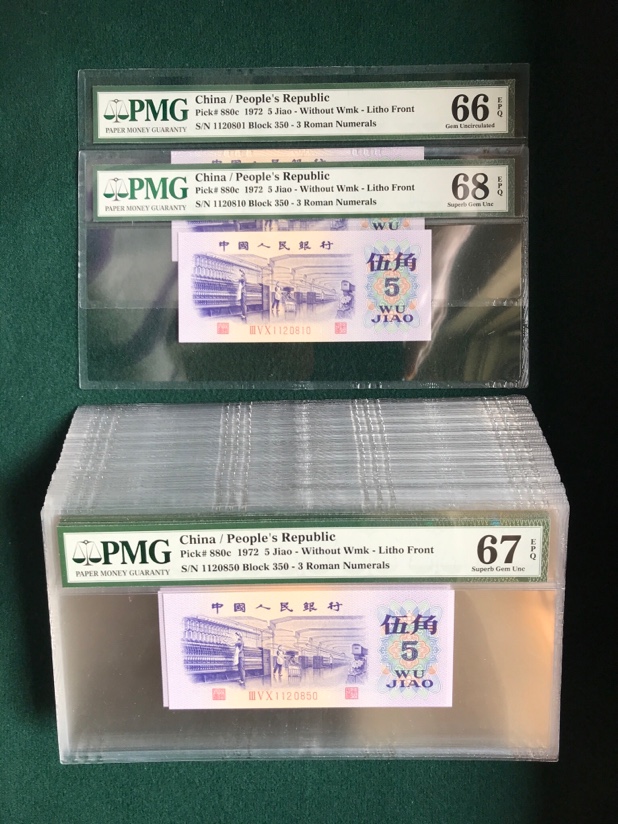 PMG
PAPER MONEY GUARANTY
China / People's Republic
Pick# 880c 1972 5 Jiao - Without Wmk - Litho Front
S/N 1120801 Block 350 - 3 Roman Numerals
66 EPQ
Gem Uncirculated
PMG
PAPER MONEY GUARANTY
China / People's Republic
Pick# 880c 1972 5 Jiao - Without Wmk - Litho Front
S/N 1120810 Block 350 - 3 Roman Numerals
68 EPQ
Superb Gem Unc
WU
中國人民銀行
伍角
5
WU
JIAO
ⅢⅤⅩ1120810
PMG
PAPER MONEY GUARANTY
China / People's Republic
Pick# 880c 1972 5 Jiao - Without Wmk - Litho Front
S/N 1120850 Block 350 - 3 Roman Numerals
67 EPQ
Superb Gem Unc
中國人民銀行
伍角
5
WU
JIAO
ⅢⅤⅩ1120850